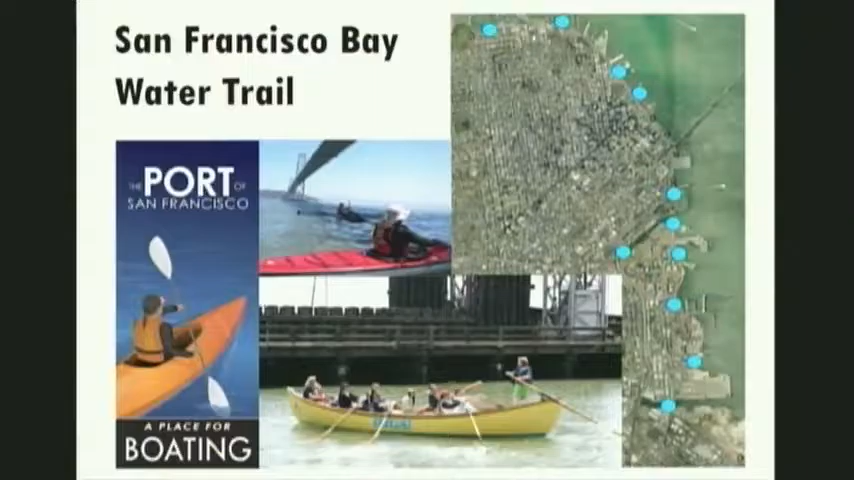 San Francisco Bay
Water Trail
THE PORT OF
SAN FRANCISCO
A PLACE FOR
BOATING